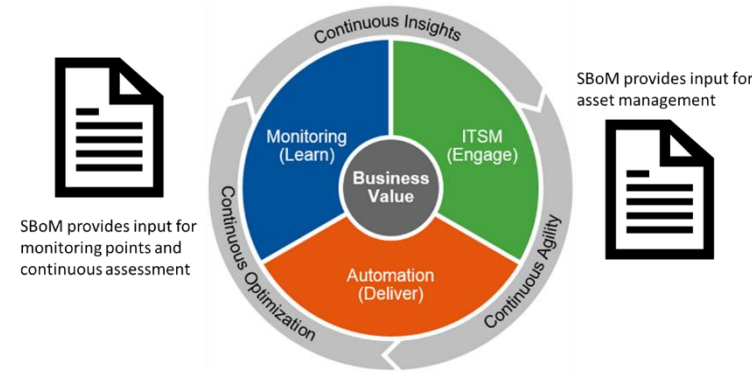 Continuous Insights
SBoM provides input for
asset management
Monitoring
(Learn)
ITSM
(Engage)
Business
Value
SBoM provides input for
monitoring points and
continuous assessment
Automation
(Deliver)
Continuous Optimization
Continuous Agility